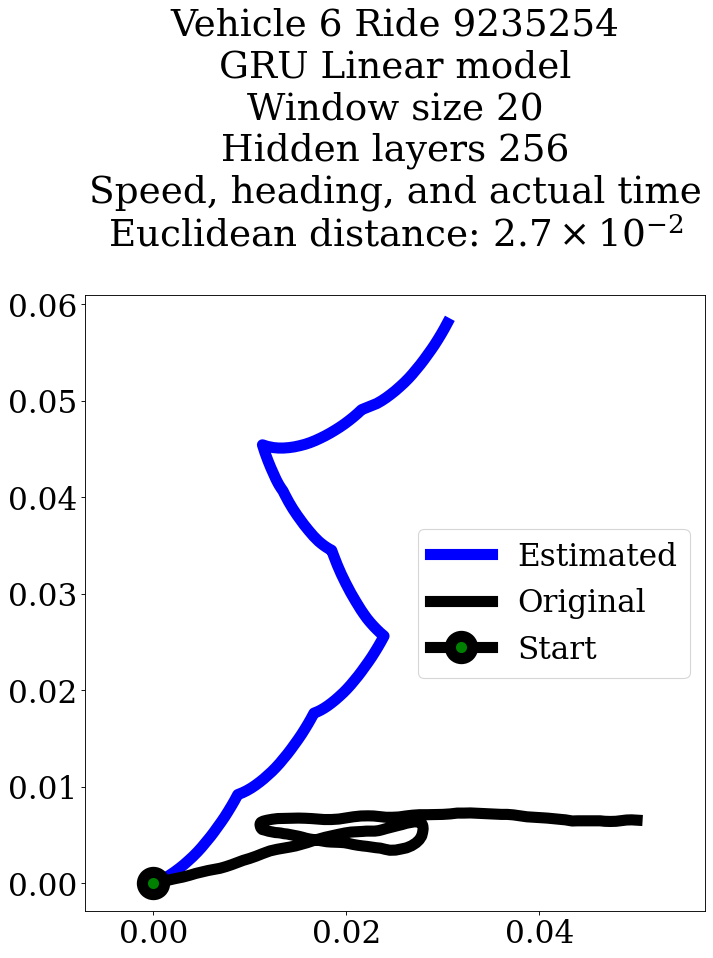 Vehicle 6 Ride 9235254
GRU Linear model
Window size 20
Hidden layers 256
Speed, heading, and actual time
Euclidean distance: 2.7 × 10⁻²
0.06
0.05
0.04
0.03
0.02
0.01
0.00
Estimated
Original
Start
0.00 0.02 0.04